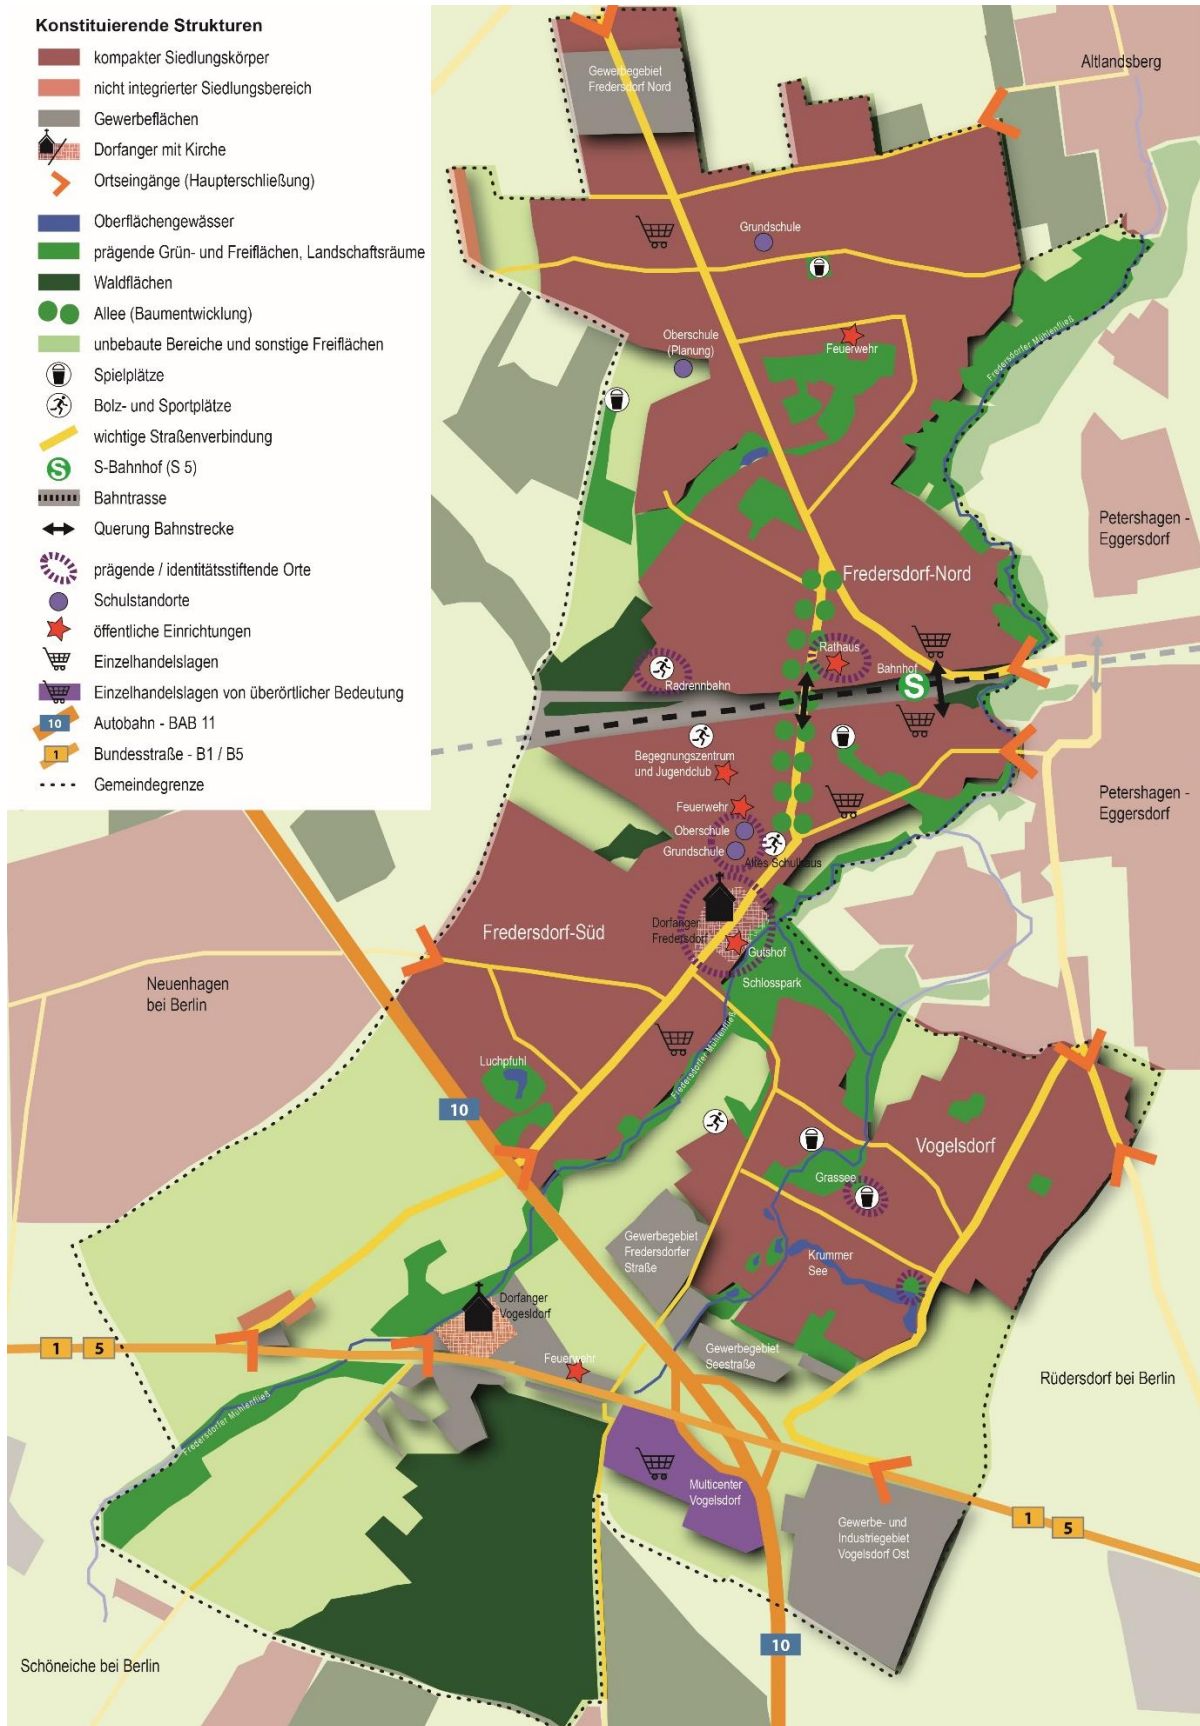 Konstituierende Strukturen
kompakter Siedlungskörper
nicht integrierter Siedlungsbereich
Gewerbeflächen
Dorfanger mit Kirche
Ortseingänge (Haupterschließung)
Oberflächengewässer
prägende Grün- und Freiflächen, Landschaftsräume
Waldflächen
Allee (Baumentwicklung)
unbebaute Bereiche und sonstige Freiflächen
Spielplätze
Bolz- und Sportplätze
wichtige Straßenverbindung
S
S-Bahnhof (S 5)
Bahntrasse
Querung Bahnstrecke
prägende / identitätsstiftende Orte
Schulstandorte
öffentliche Einrichtungen
Einzelhandelslagen
Einzelhandelslagen von überörtlicher Bedeutung
10
Autobahn - BAB 11
1
Bundesstraße - B1 / B5
Gemeindegrenze
Gewerbegebiet
Fredersdorf Nord
Altlandsberg
Grundschule
Oberschule
(Planung)
Feuerwehr
Fredersdorfer Mühlenfließ
Petershagen -
Eggersdorf
Fredersdorf-Nord
Rathaus
Bahnhof
S
Radrennbahn
Begegnungszentrum
und Jugendclub
Feuerwehr
Oberschule
Grundschule
Altes Schulhaus
Petershagen -
Eggersdorf
Fredersdorf-Süd
Dorfanger
Fredersdorf
Gutshof
Schlosspark
Neuenhagen
bei Berlin
Fredersdorfer Mühlenfließ
Luchpfuhl
10
Vogelsdorf
Grassee
Gewerbegebiet
Fredersdorfer
Straße
Krummer
See
Dorfanger
Vogesldorf
1
5
Feuerwehr
Gewerbegebiet
Seestraße
Rüdersdorf bei Berlin
Fredersdorfer Mühlenfließ
Multicenter
Vogelsdorf
Gewerbe- und
Industriegebiet
Vogelsdorf Ost
1
5
10
Schöneiche bei Berlin